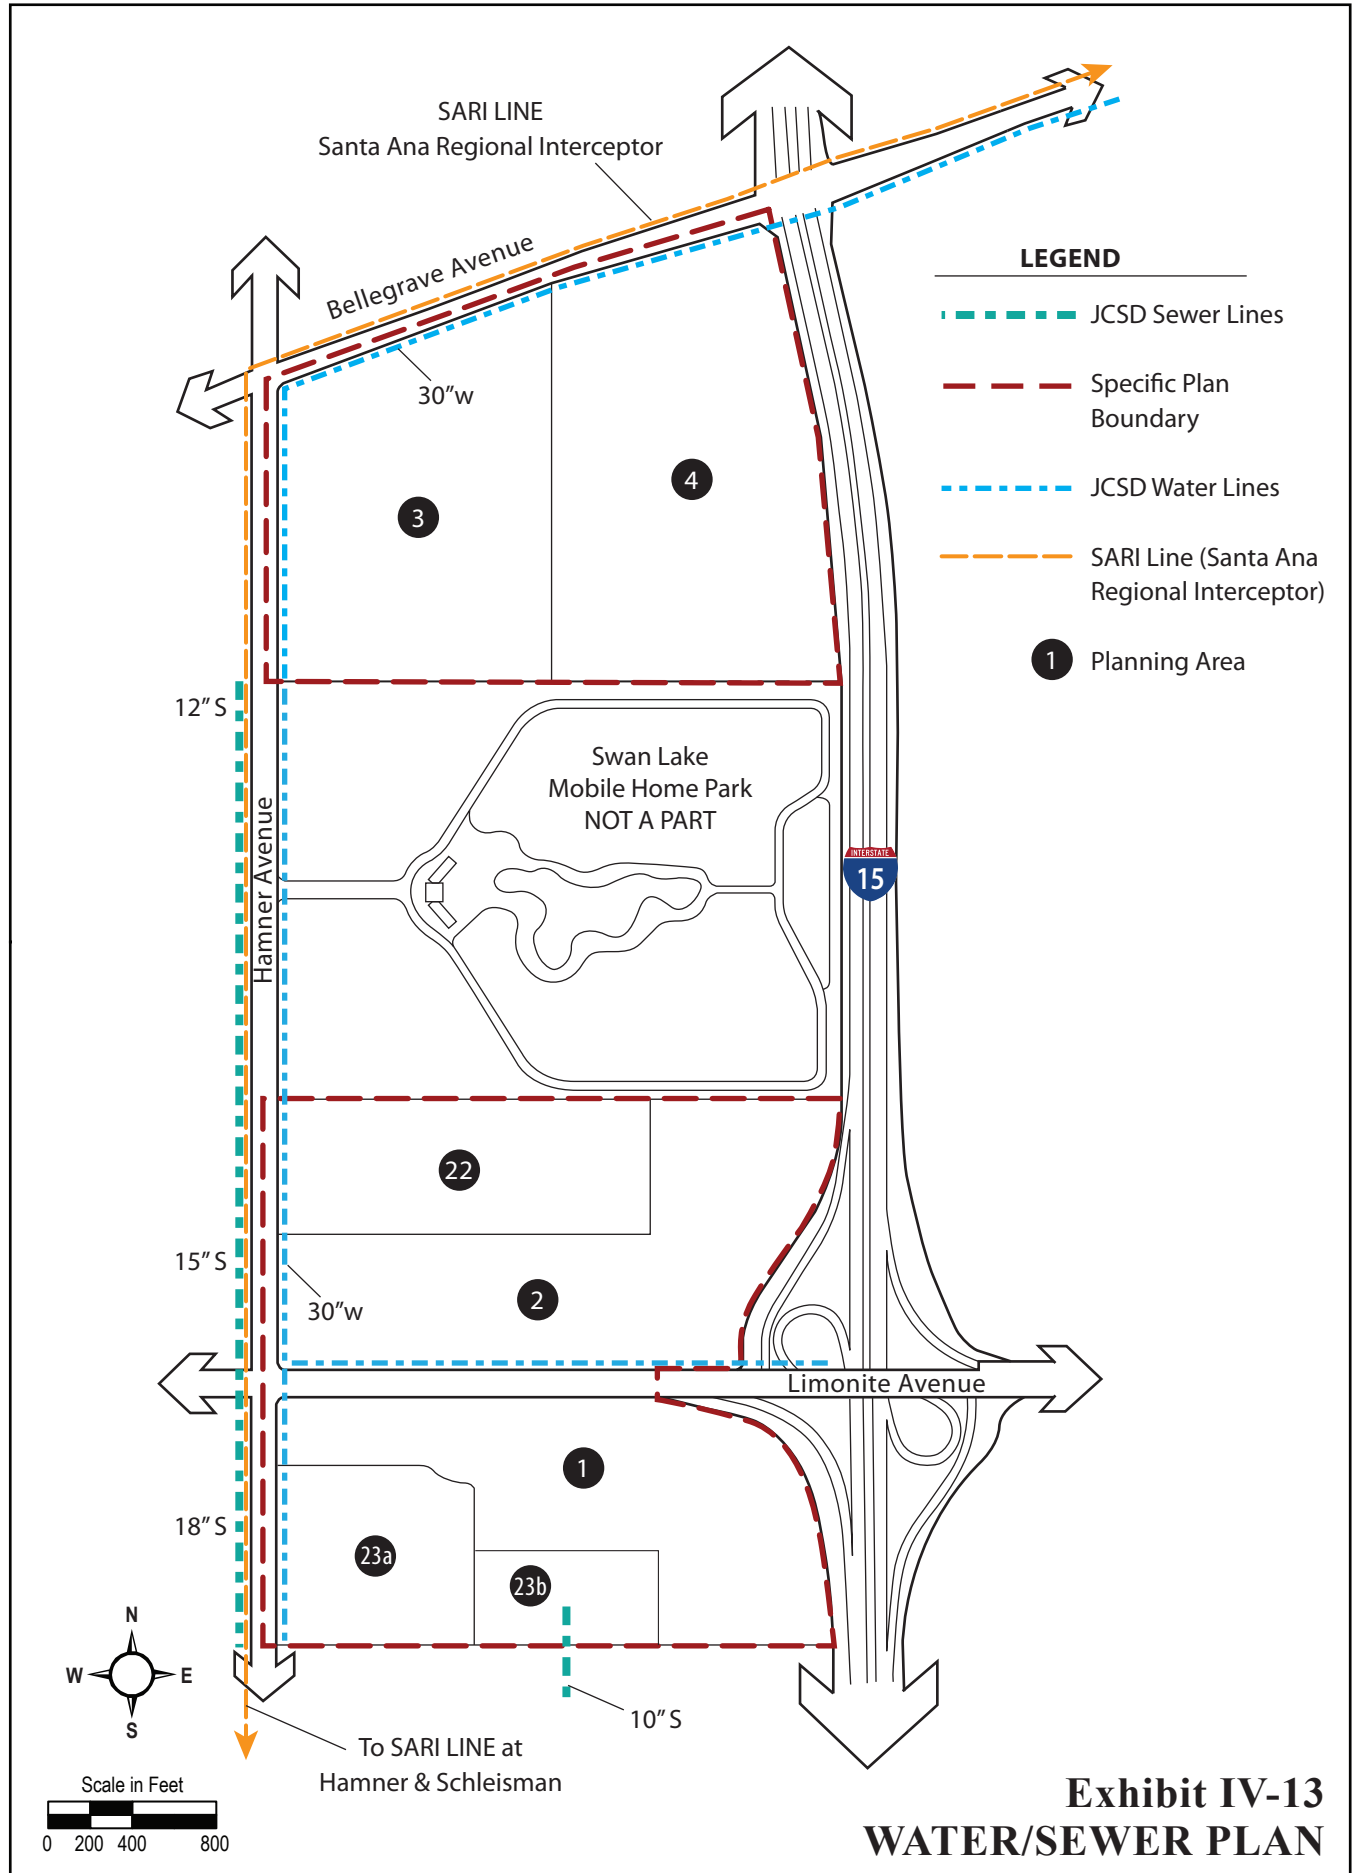 SARI LINE
Santa Ana Regional Interceptor
Bellegrave Avenue
30"w
LEGEND
JCSD Sewer Lines
Specific Plan
Boundary
JCSD Water Lines
SARI Line (Santa Ana
Regional Interceptor)
1 Planning Area
3
4
12" S
Swan Lake
Mobile Home Park
NOT A PART
Hamner Avenue
INTERSTATE
15
22
15" S
30"w
2
Limonite Avenue
1
18" S
23a
23b
10" S
N
W E
S
To SARI LINE at
Hamner & Schleisman
Scale in Feet
0 200 400 800
Exhibit IV-13
WATER/SEWER PLAN